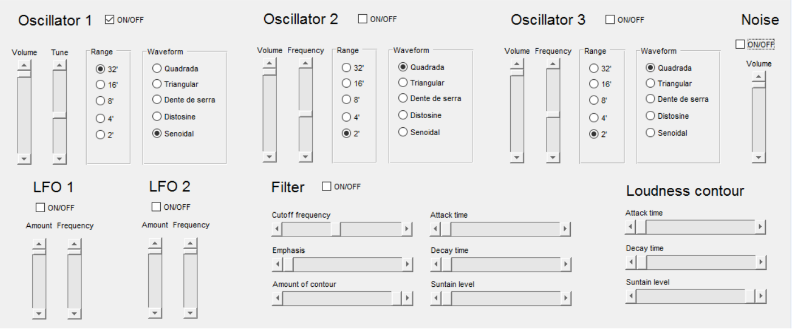 Oscillator 1 ON/OFF
Volume Tune Range Waveform
32'
16'
8'
4'
2'
Quadrada
Triangular
Dente de serra
Distosine
Senoidal
Oscillator 2 ON/OFF
Volume Frequency Range Waveform
32'
16'
8'
4'
2'
Quadrada
Triangular
Dente de serra
Distosine
Senoidal
Oscillator 3 ON/OFF
Volume Frequency Range Waveform
32'
16'
8'
4'
2'
Quadrada
Triangular
Dente de serra
Distosine
Senoidal
Noise
ON/OFF
Volume
LFO 1
ON/OFF
Amount Frequency
LFO 2
ON/OFF
Amount Frequency
Filter ON/OFF
Cutoff frequency
Emphasis
Amount of contour
Attack time
Decay time
Suntain level
Loudness contour
Attack time
Decay time
Suntain level